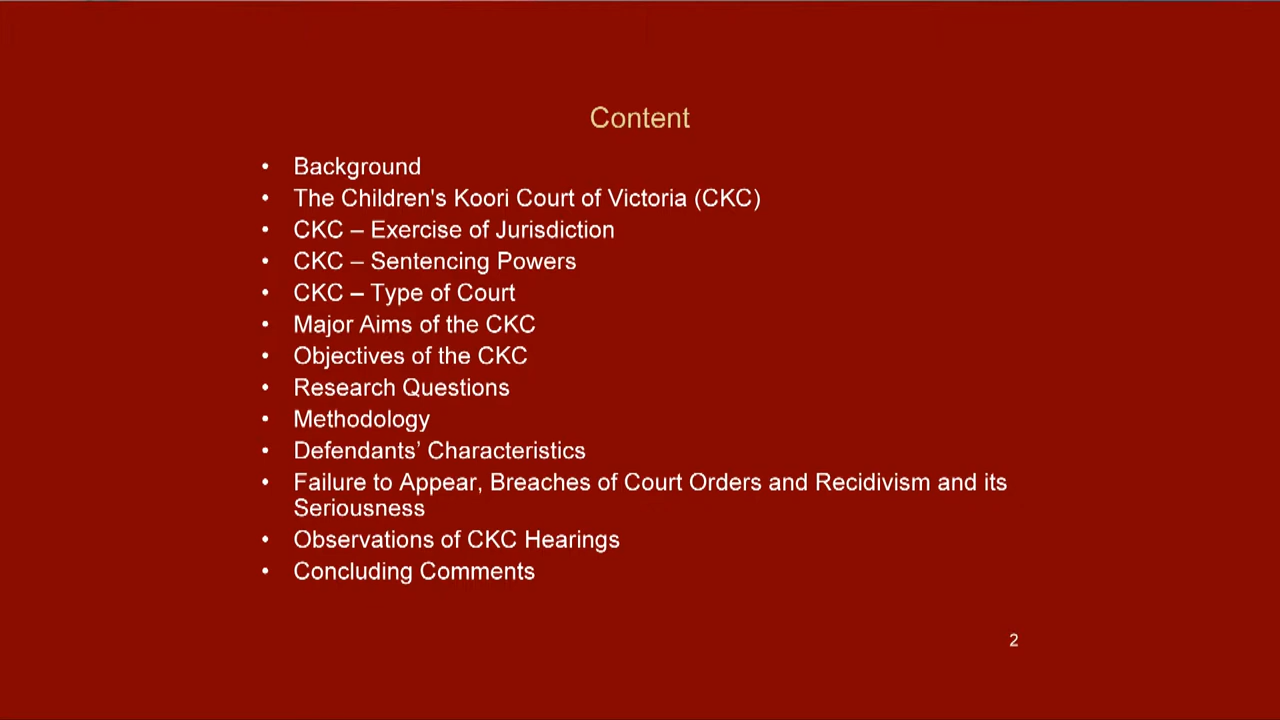 Content
• Background
• The Children's Koori Court of Victoria (CKC)
• CKC – Exercise of Jurisdiction
• CKC – Sentencing Powers
• CKC – Type of Court
• Major Aims of the CKC
• Objectives of the CKC
• Research Questions
• Methodology
• Defendants’ Characteristics
• Failure to Appear, Breaches of Court Orders and Recidivism and its
Seriousness
• Observations of CKC Hearings
• Concluding Comments
2